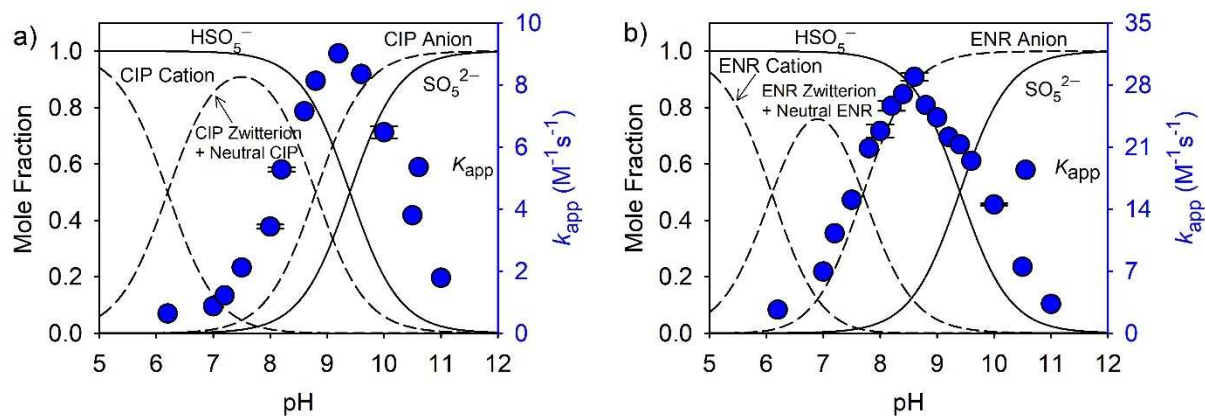 a)
HSO₅⁻
CIP Anion
CIP Cation
CIP Zwitterion
+ Neutral CIP
SO₅²⁻
Kapp
Mole Fraction
1.0
0.8
0.6
0.4
0.2
0.0
10
8
6
4
2
0
kapp (M⁻¹s⁻¹)
5 6 7 8 9 10 11 12
pH
b)
HSO₅⁻
ENR Anion
ENR Cation
ENR Zwitterion
+ Neutral ENR
SO₅²⁻
Kapp
Mole Fraction
1.0
0.8
0.6
0.4
0.2
0.0
35
28
21
14
7
0
kapp (M⁻¹s⁻¹)
5 6 7 8 9 10 11 12
pH